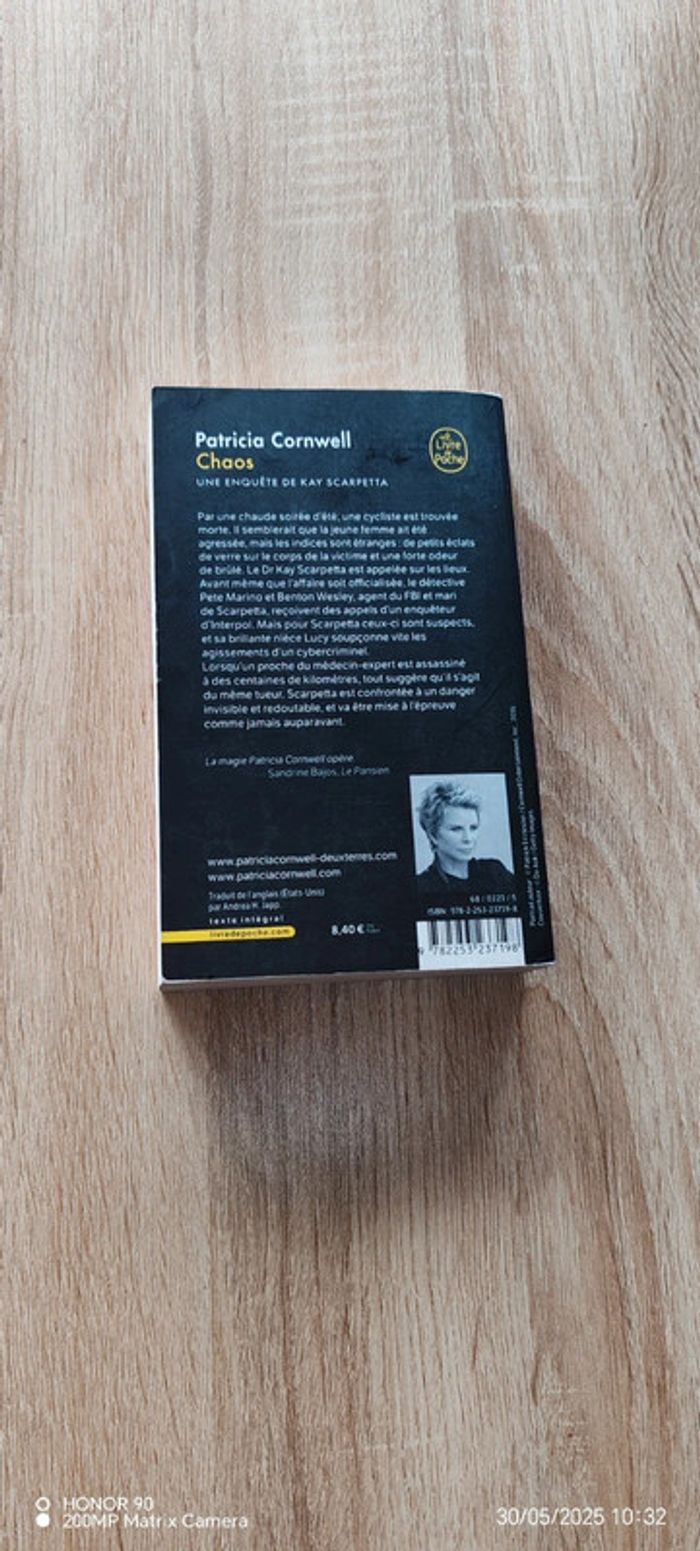 Patricia Cornwell
Chaos
UNE ENQUÊTE DE KAY SCARPETTA
Le
Livre
de
Poche
Par une chaude soirée d'été, une cycliste est trouvée
morte. Il semblerait que la jeune femme ait été
agressée, mais les indices sont étranges : de petits éclats
de verre sur le corps de la victime et une forte odeur
de brûlé. Le Dr Kay Scarpetta est appelée sur les lieux.
Avant même que l'affaire soit officialisée, le détective
Pete Marino et Benton Wesley, agent du FBI et mari
de Scarpetta, reçoivent des appels d'un enquêteur
d'Interpol. Mais pour Scarpetta ceux-ci sont suspects,
et sa brillante nièce Lucy soupçonne vite les
agissements d'un cybercriminel.
Lorsqu'un proche du médecin-expert est assassiné
à des centaines de kilomètres, tout suggère qu'il s'agit
du même tueur. Scarpetta est confrontée à un danger
invisible et redoutable, et va être mise à l'épreuve
comme jamais auparavant.
La magie Patricia Cornwell opère.
Sandrine Bajos, Le Parisien
www.patriciacornwell-deuxterres.com
www.patriciacornwell.com
Traduit de l'anglais (États-Unis)
par Andrea H. Japp.
texte intégral
livredepoche.com
8,40 €
ISBN : 978-2-253-23719-8
9 782253 237198
HONOR 90
200MP Matrix Camera
30/05/2025 10:32